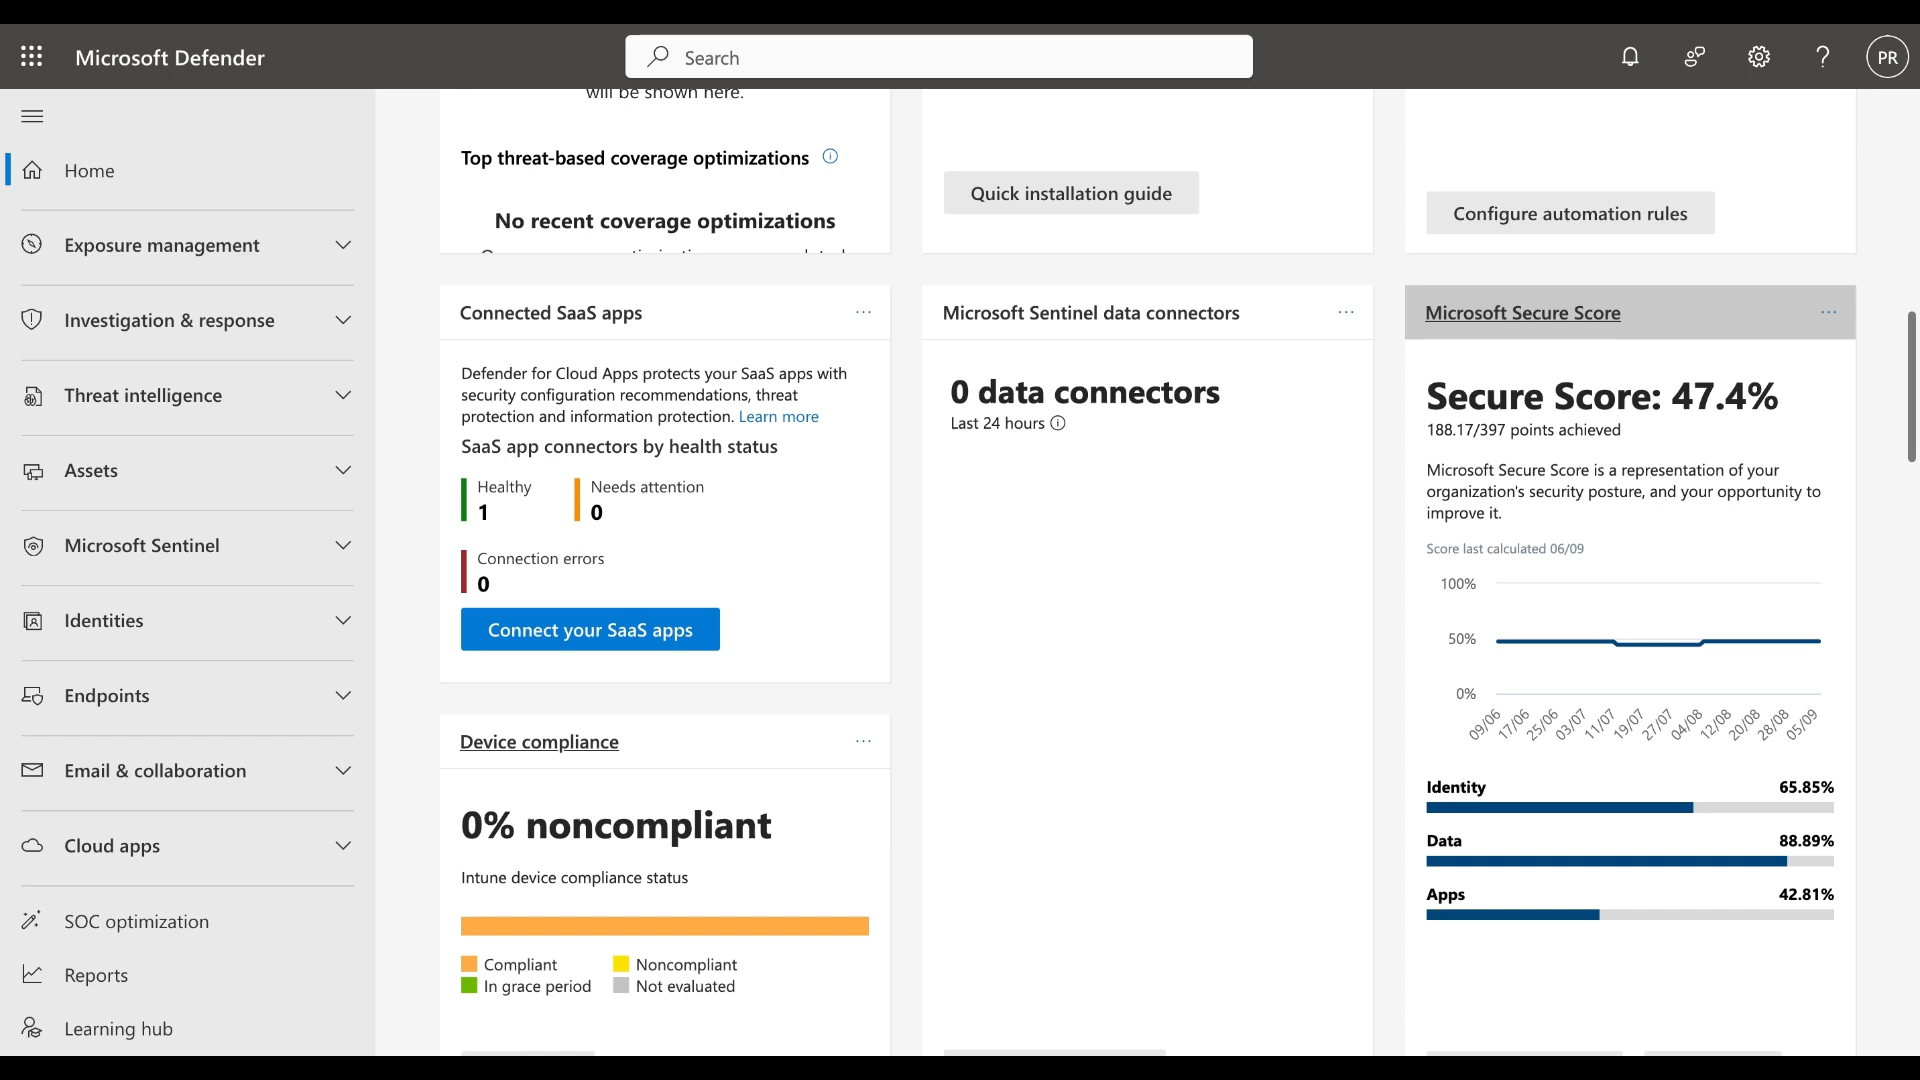 Microsoft Defender
Search
PR
Home
Exposure management
Investigation & response
Threat intelligence
Assets
Microsoft Sentinel
Identities
Endpoints
Email & collaboration
Cloud apps
SOC optimization
Reports
Learning hub
will be shown here.
Top threat-based coverage optimizations
No recent coverage optimizations
Quick installation guide
Configure automation rules
Connected SaaS apps
Defender for Cloud Apps protects your SaaS apps with
security configuration recommendations, threat
protection and information protection. Learn more
SaaS app connectors by health status
Healthy
1
Needs attention
0
Connection errors
0
Connect your SaaS apps
Device compliance
0% noncompliant
Intune device compliance status
Compliant
Noncompliant
In grace period
Not evaluated
Microsoft Sentinel data connectors
0 data connectors
Last 24 hours
Microsoft Secure Score
Secure Score: 47.4%
188.17/397 points achieved
Microsoft Secure Score is a representation of your
organization's security posture, and your opportunity to
improve it.
Score last calculated 06/09
100%
50%
0%
09/06 17/06 25/06 03/07 11/07 19/07 27/07 04/08 12/08 20/08 28/08 05/09
Identity 65.85%
Data 88.89%
Apps 42.81%